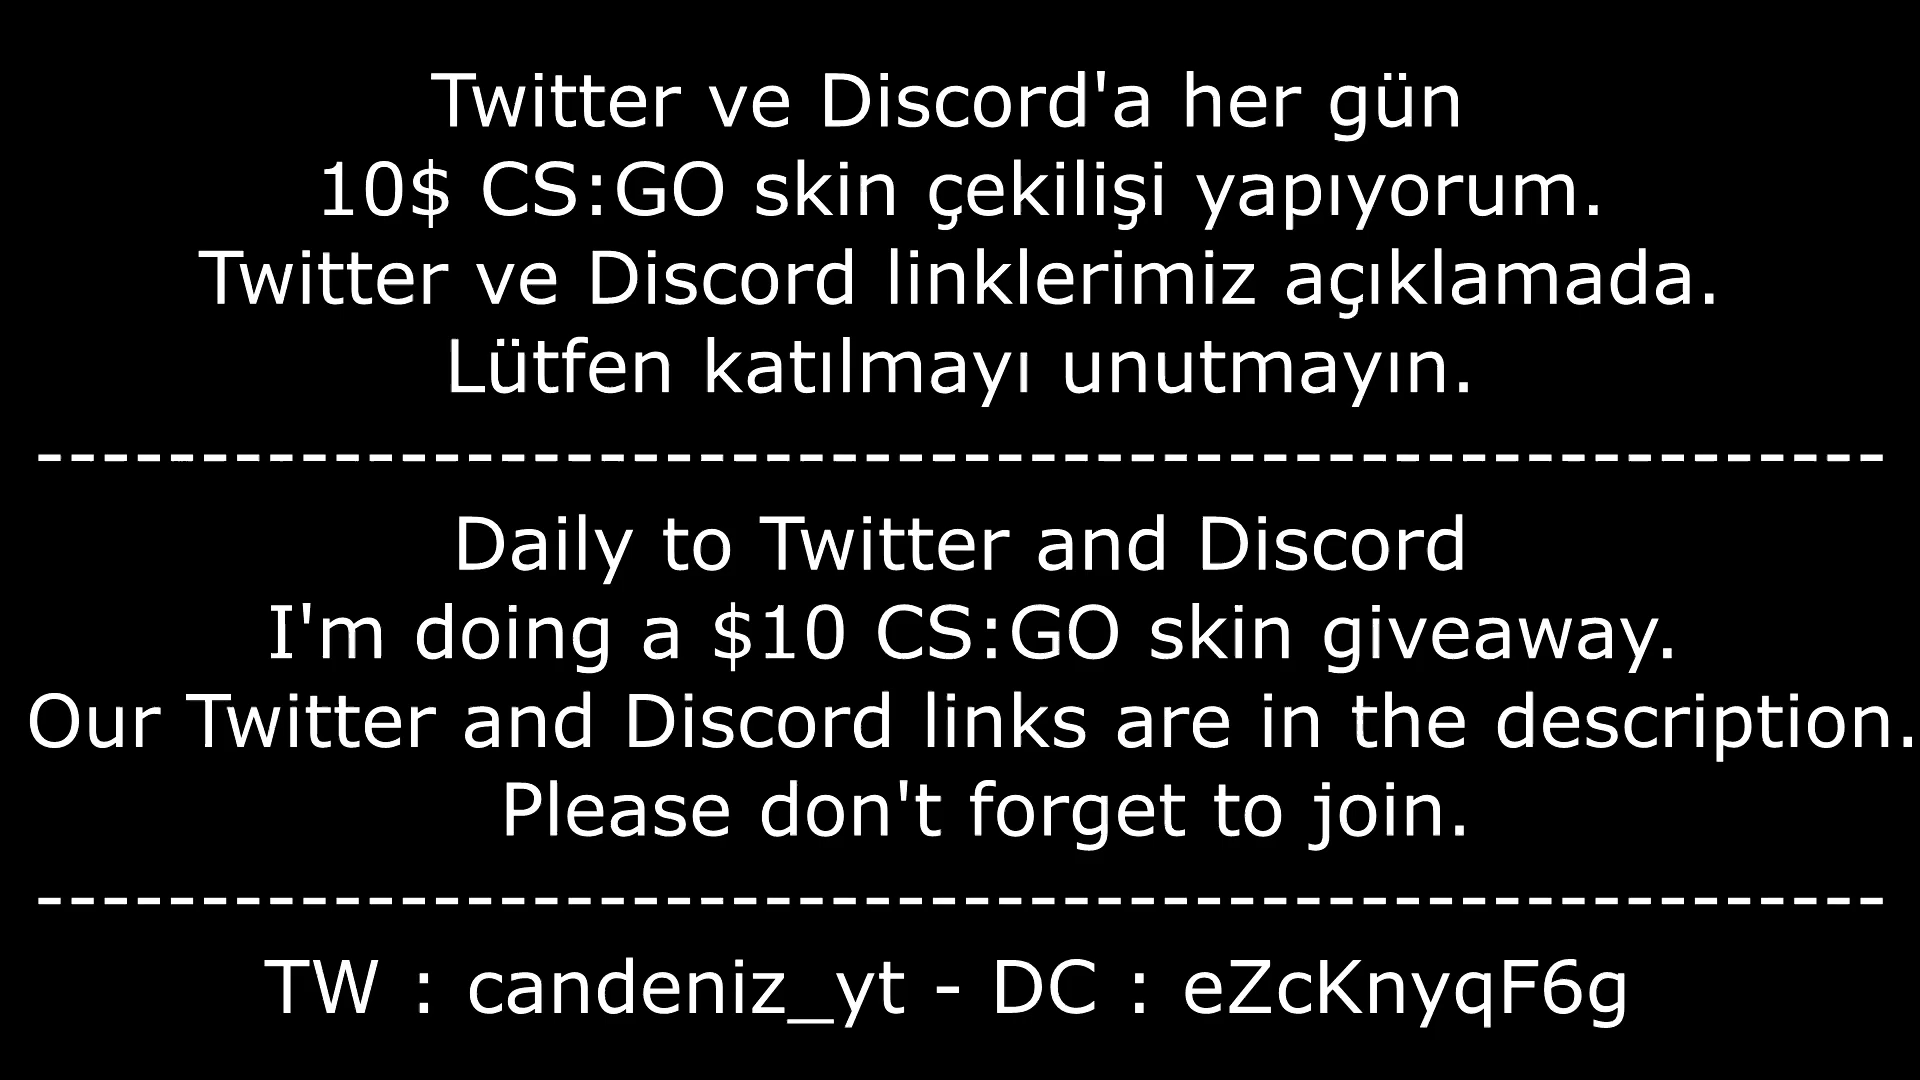 Twitter ve Discord'a her gün
10$ CS:GO skin çekilişi yapıyorum.
Twitter ve Discord linklerimiz açıklamada.
Lütfen katılmayı unutmayın.
--------------------------------------------------------
Daily to Twitter and Discord
I'm doing a $10 CS:GO skin giveaway.
Our Twitter and Discord links are in the description.
Please don't forget to join.
--------------------------------------------------------
TW : candeniz_yt - DC : eZcKnyqF6g